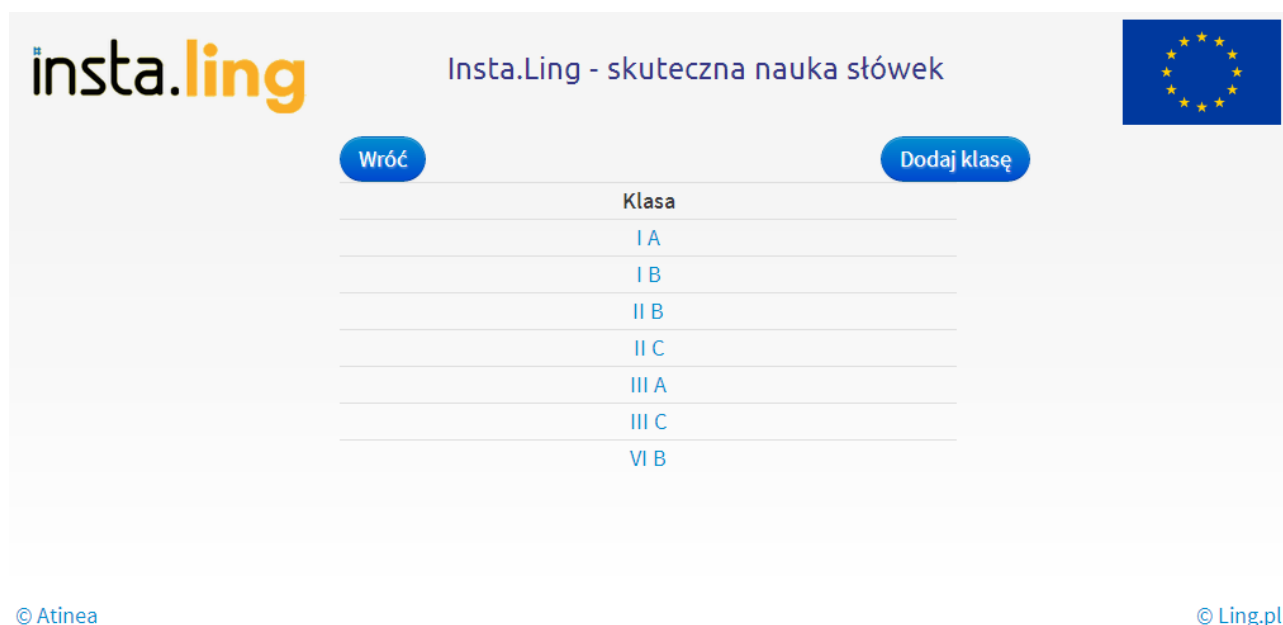 insta.ling
Insta.Ling - skuteczna nauka słówek
Wróć
Dodaj klasę
Klasa
I A
I B
II B
II C
III A
III C
VI B
© Atinea
© Ling.pl